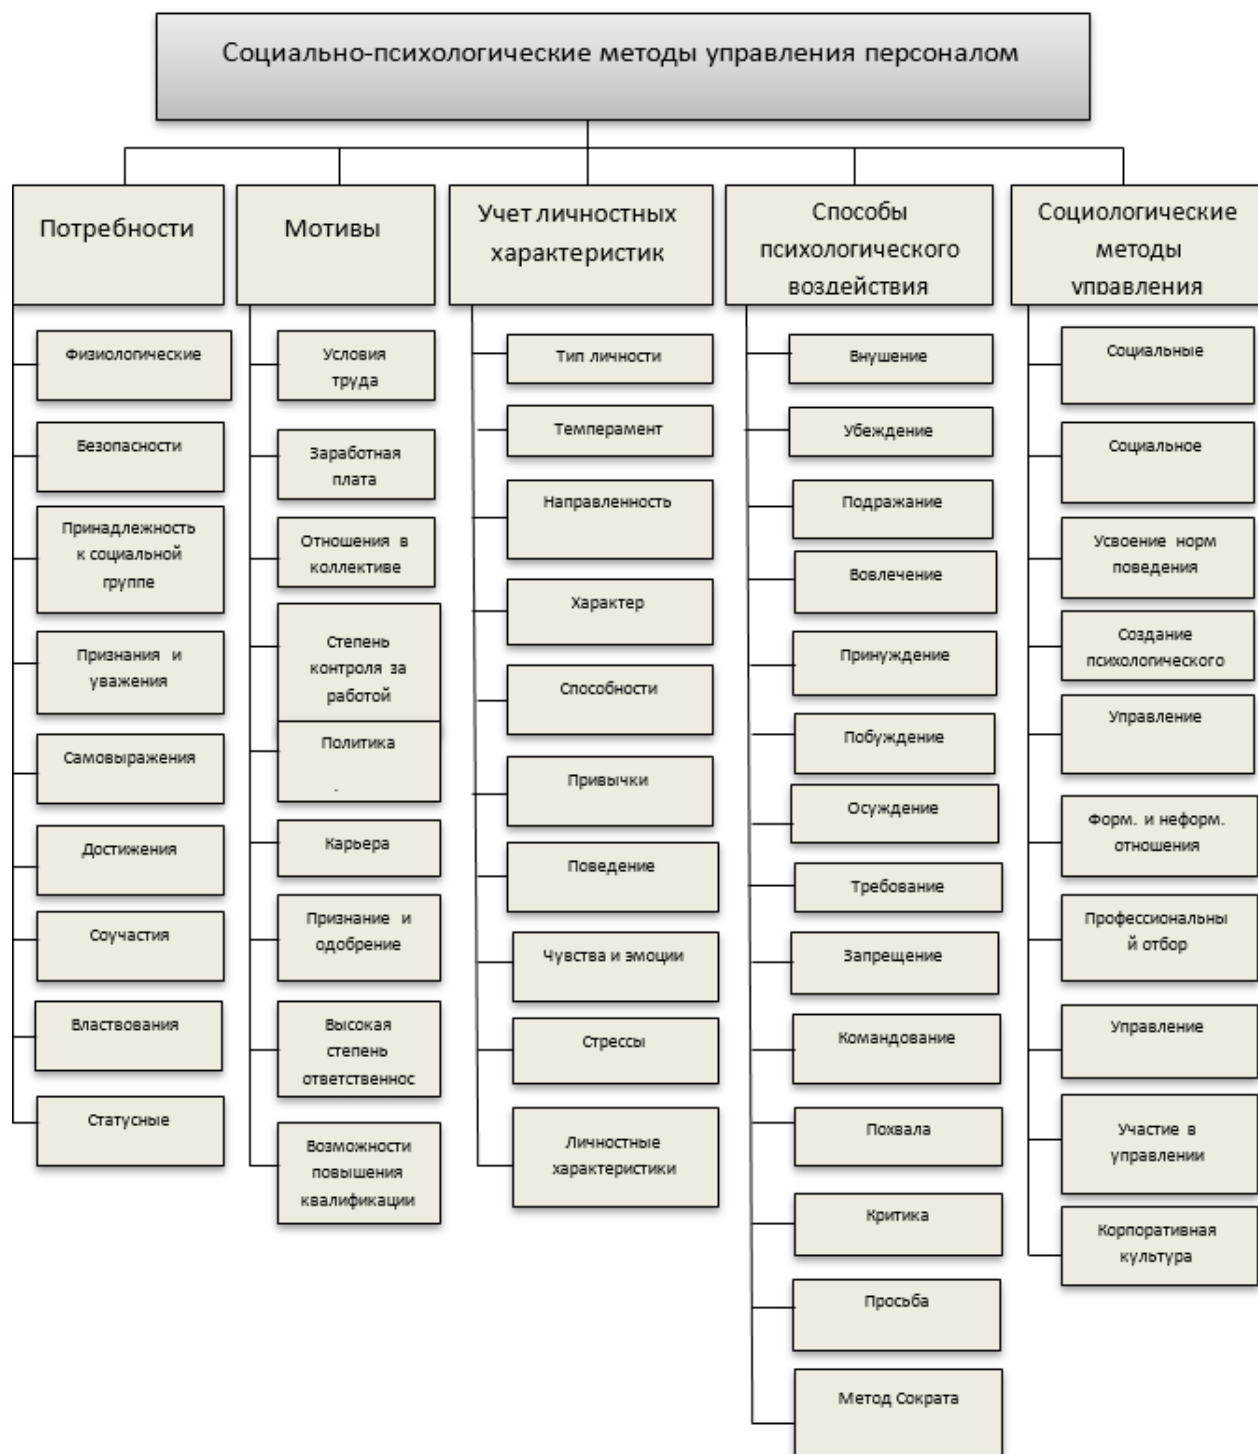 Социально-психологические методы управления персоналом
Потребности
Физиологические
Безопасности
Принадлежность
к социальной
группе
Признания и
уважения
Самовыражения
Достижения
Соучастия
Властвования
Статусные
Мотивы
Условия
труда
Заработная
плата
Отношения в
коллективе
Степень
контроля за
работой
Политика
Карьера
Признание и
одобрение
Высокая
степень
ответственнос
Возможности
повышения
квалификации
Учет личностных
характеристик
Тип личности
Темперамент
Направленность
Характер
Способности
Привычки
Поведение
Чувства и эмоции
Стрессы
Личностные
характеристики
Способы
психологического
воздействия
Внушение
Убеждение
Подражание
Вовлечение
Принуждение
Побуждение
Осуждение
Требование
Запрещение
Командование
Похвала
Критика
Просьба
Метод Сократа
Социологические
методы
управления
Социальные
Социальное
Усвоение норм
поведения
Создание
психологического
Управление
Форм. и неформ.
отношения
Профессиональны
й отбор
Управление
Участие в
управлении
Корпоративная
культура